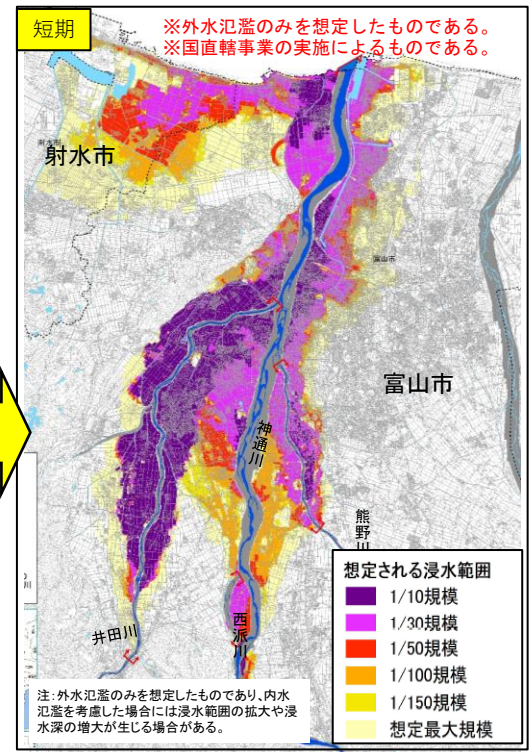 短期
※外水氾濫のみを想定したものである。
※国直轄事業の実施によるものである。
射水市
富山市
富山市
神通川
熊野川
井田川
西派川
想定される浸水範囲
1/10規模
1/30規模
1/50規模
1/100規模
1/150規模
想定最大規模
注：外水氾濫のみを想定したものであり、内水
氾濫を考慮した場合には浸水範囲の拡大や浸
水深の増大が生じる場合がある。